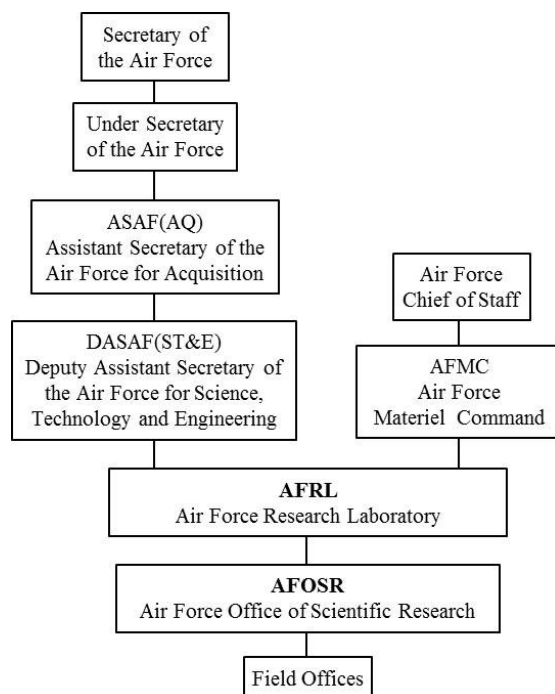 Secretary of
the Air Force
Under Secretary
of the Air Force
ASAF(AQ)
Assistant Secretary of the
Air Force for Acquisition
DASAF(ST&E)
Deputy Assistant Secretary of
the Air Force for Science,
Technology and Engineering
Air Force
Chief of Staff
AFMC
Air Force
Materiel Command
AFRL
Air Force Research Laboratory
AFOSR
Air Force Office of Scientific Research
Field Offices